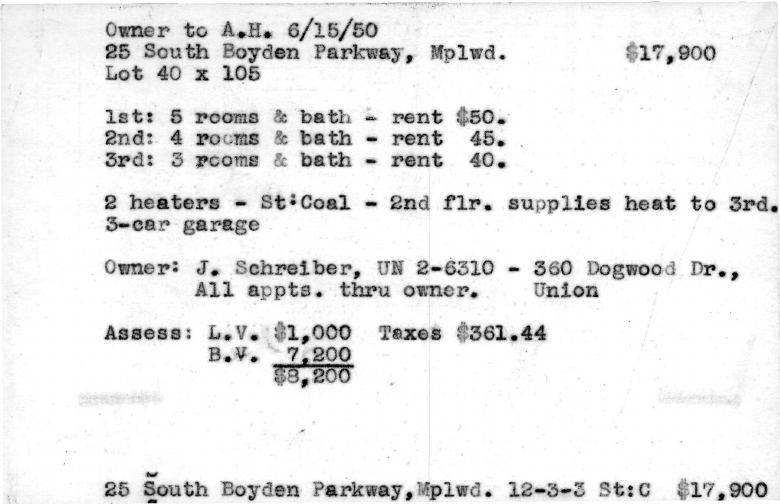 Owner to A.H. 6/15/50
25 South Boyden Parkway, Mplwd. $17,900
Lot 40 x 105
1st: 5 rooms & bath - rent $50.
2nd: 4 rooms & bath - rent 45.
3rd: 3 rooms & bath - rent 40.
2 heaters - St:Coal - 2nd flr. supplies heat to 3rd.
3-car garage
Owner: J. Schreiber, UN 2-6310 - 360 Dogwood Dr.,
All appts. thru owner. Union
Assess: L.V. $1,000 Taxes $361.44
B.V. 7,200
$8,200
25 South Boyden Parkway,Mplwd. 12-3-3 St:C $17,900